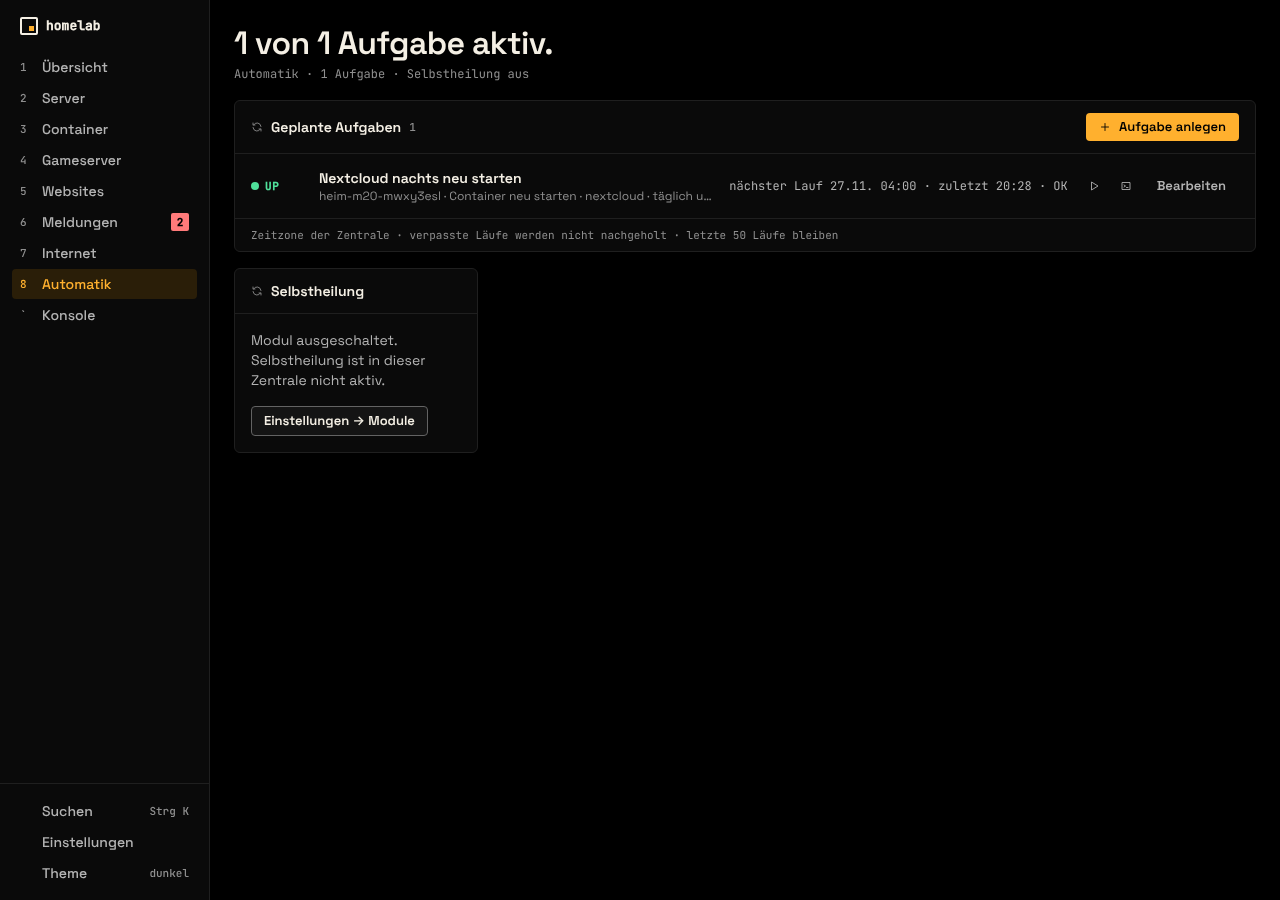 homelab
1 Übersicht
2 Server
3 Container
4 Gameserver
5 Websites
6 Meldungen 2
7 Internet
8 Automatik
` Konsole
Suchen Strg K
Einstellungen
Theme dunkel
1 von 1 Aufgabe aktiv.
Automatik · 1 Aufgabe · Selbstheilung aus
Geplante Aufgaben 1
+ Aufgabe anlegen
UP
Nextcloud nachts neu starten
heim-m20-mwxy3esl · Container neu starten · nextcloud · täglich u…
nächster Lauf 27.11. 04:00 · zuletzt 20:28 · OK
Bearbeiten
Zeitzone der Zentrale · verpasste Läufe werden nicht nachgeholt · letzte 50 Läufe bleiben
Selbstheilung
Modul ausgeschaltet.
Selbstheilung ist in dieser
Zentrale nicht aktiv.
Einstellungen → Module